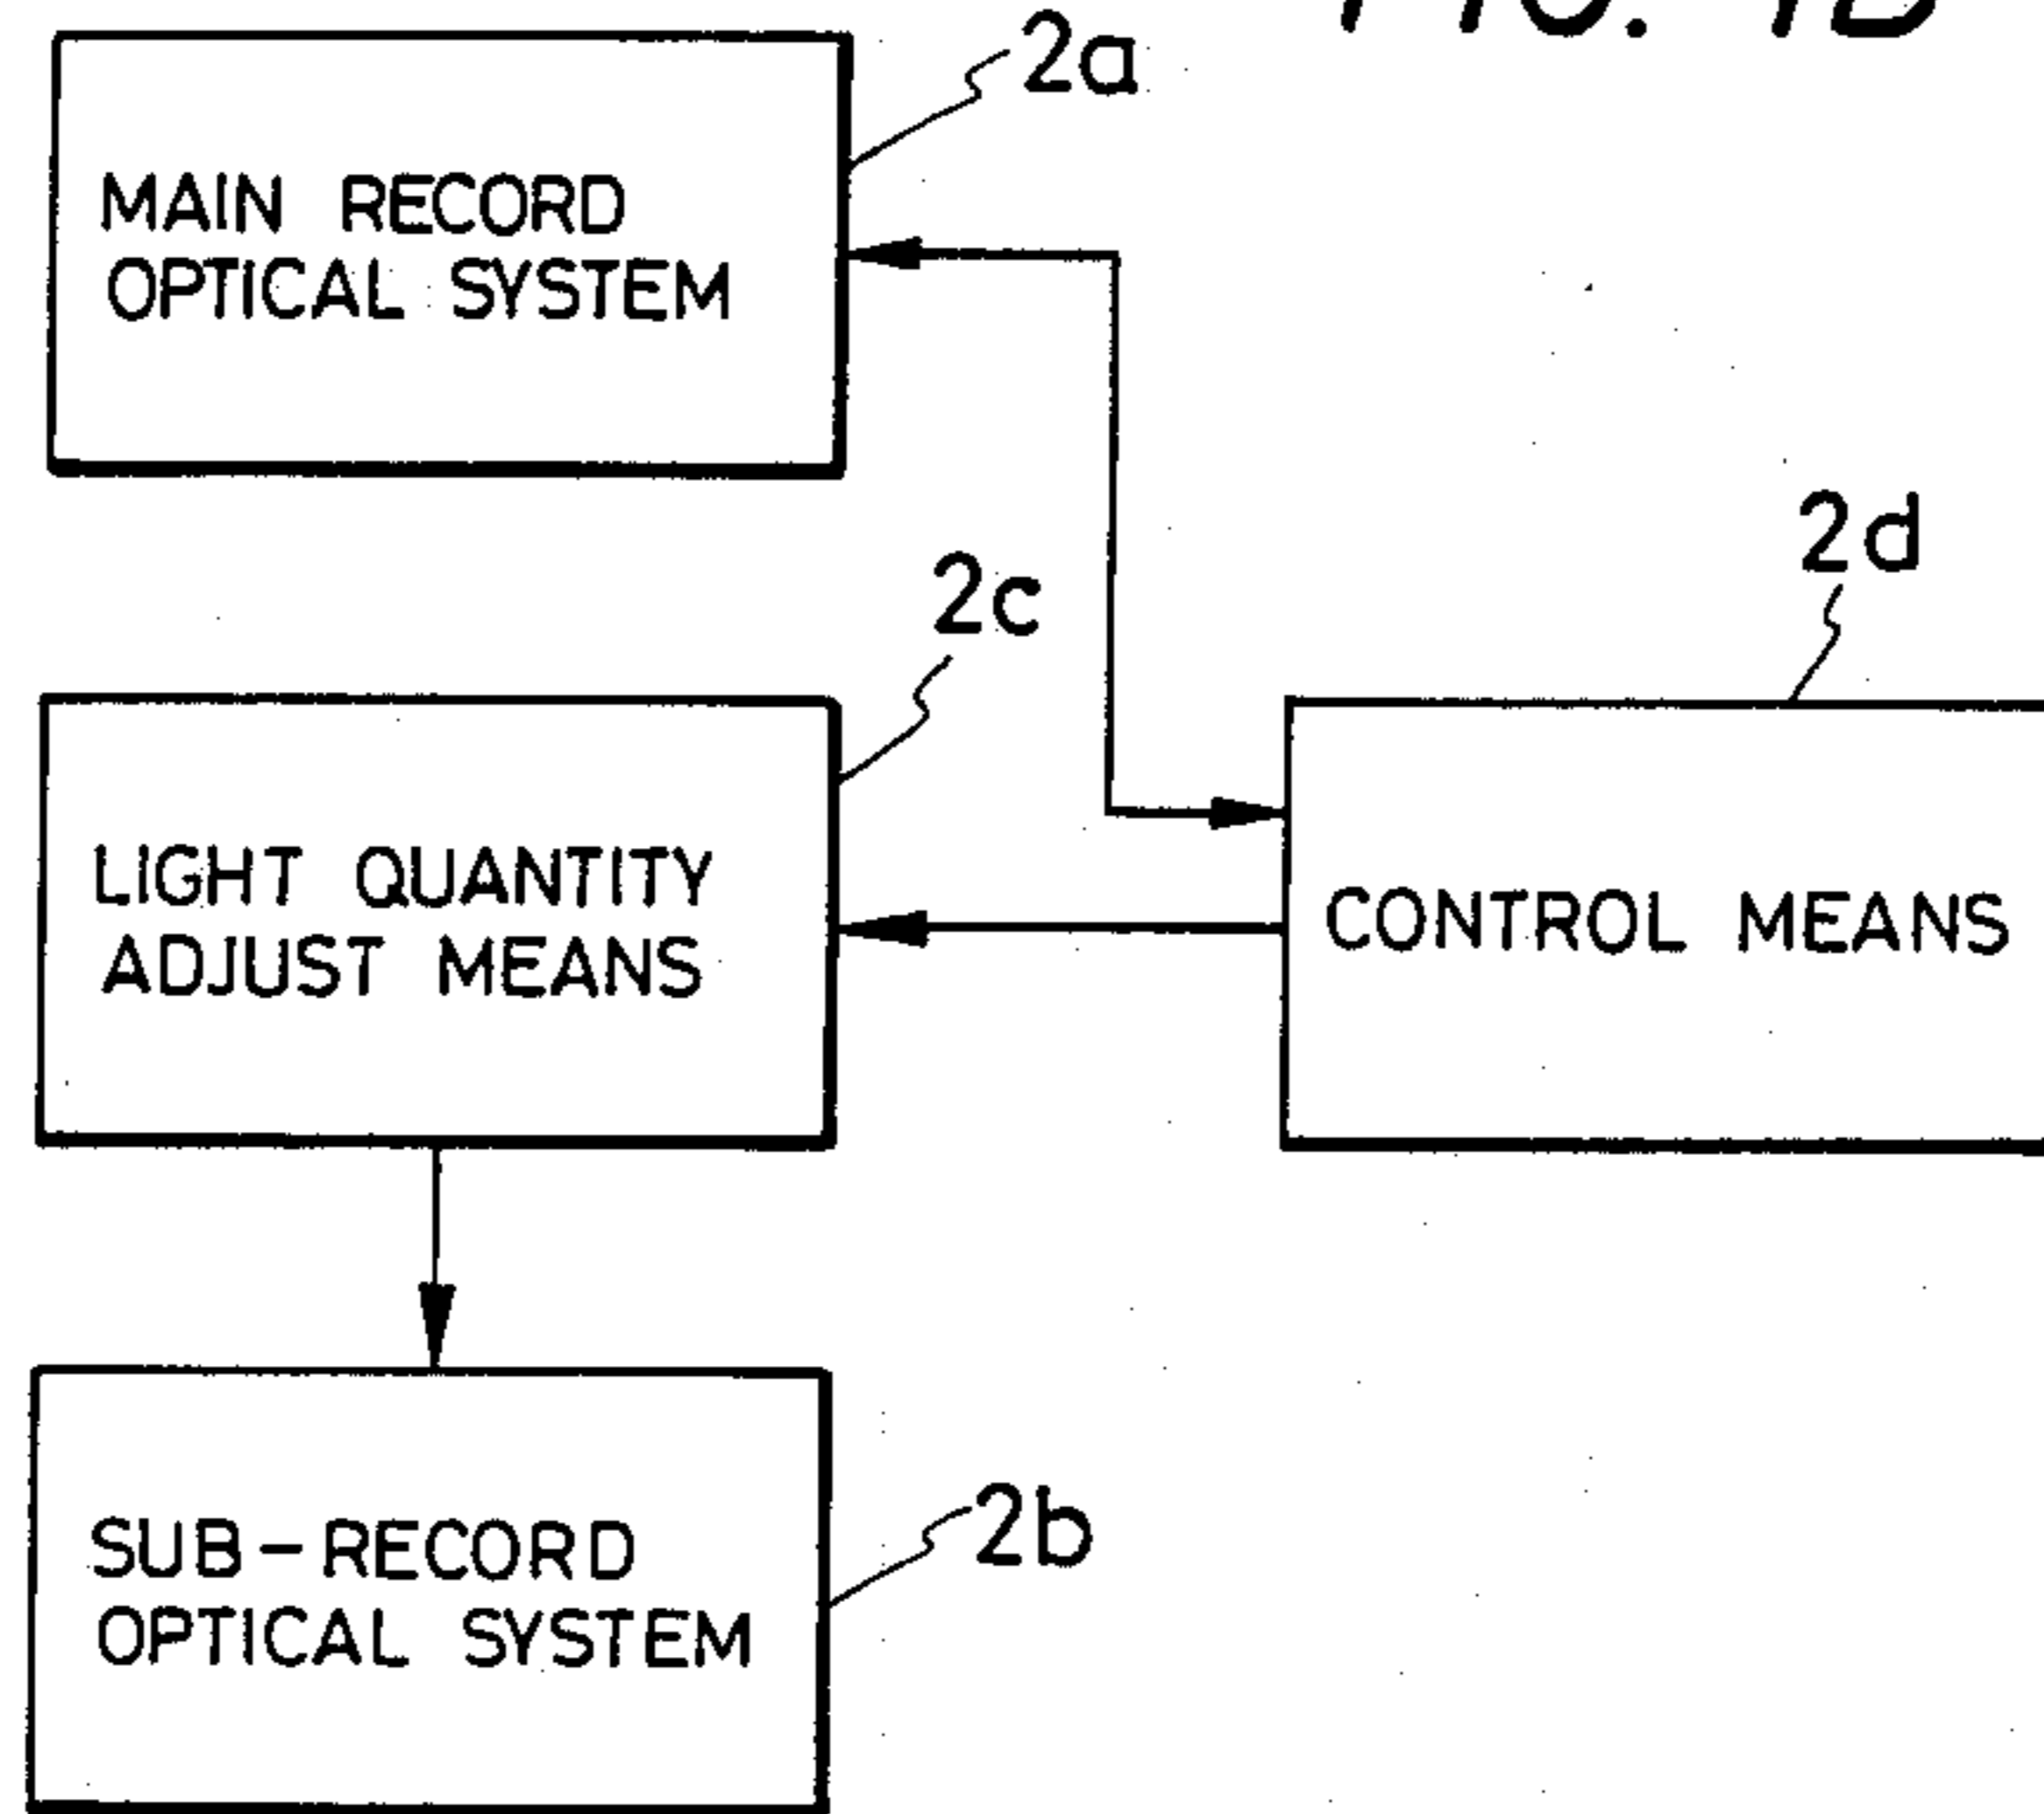 2a
MAIN RECORD
OPTICAL SYSTEM
2c
2d
LIGHT QUANTITY
ADJUST MEANS
CONTROL MEANS
2b
SUB-RECORD
OPTICAL SYSTEM